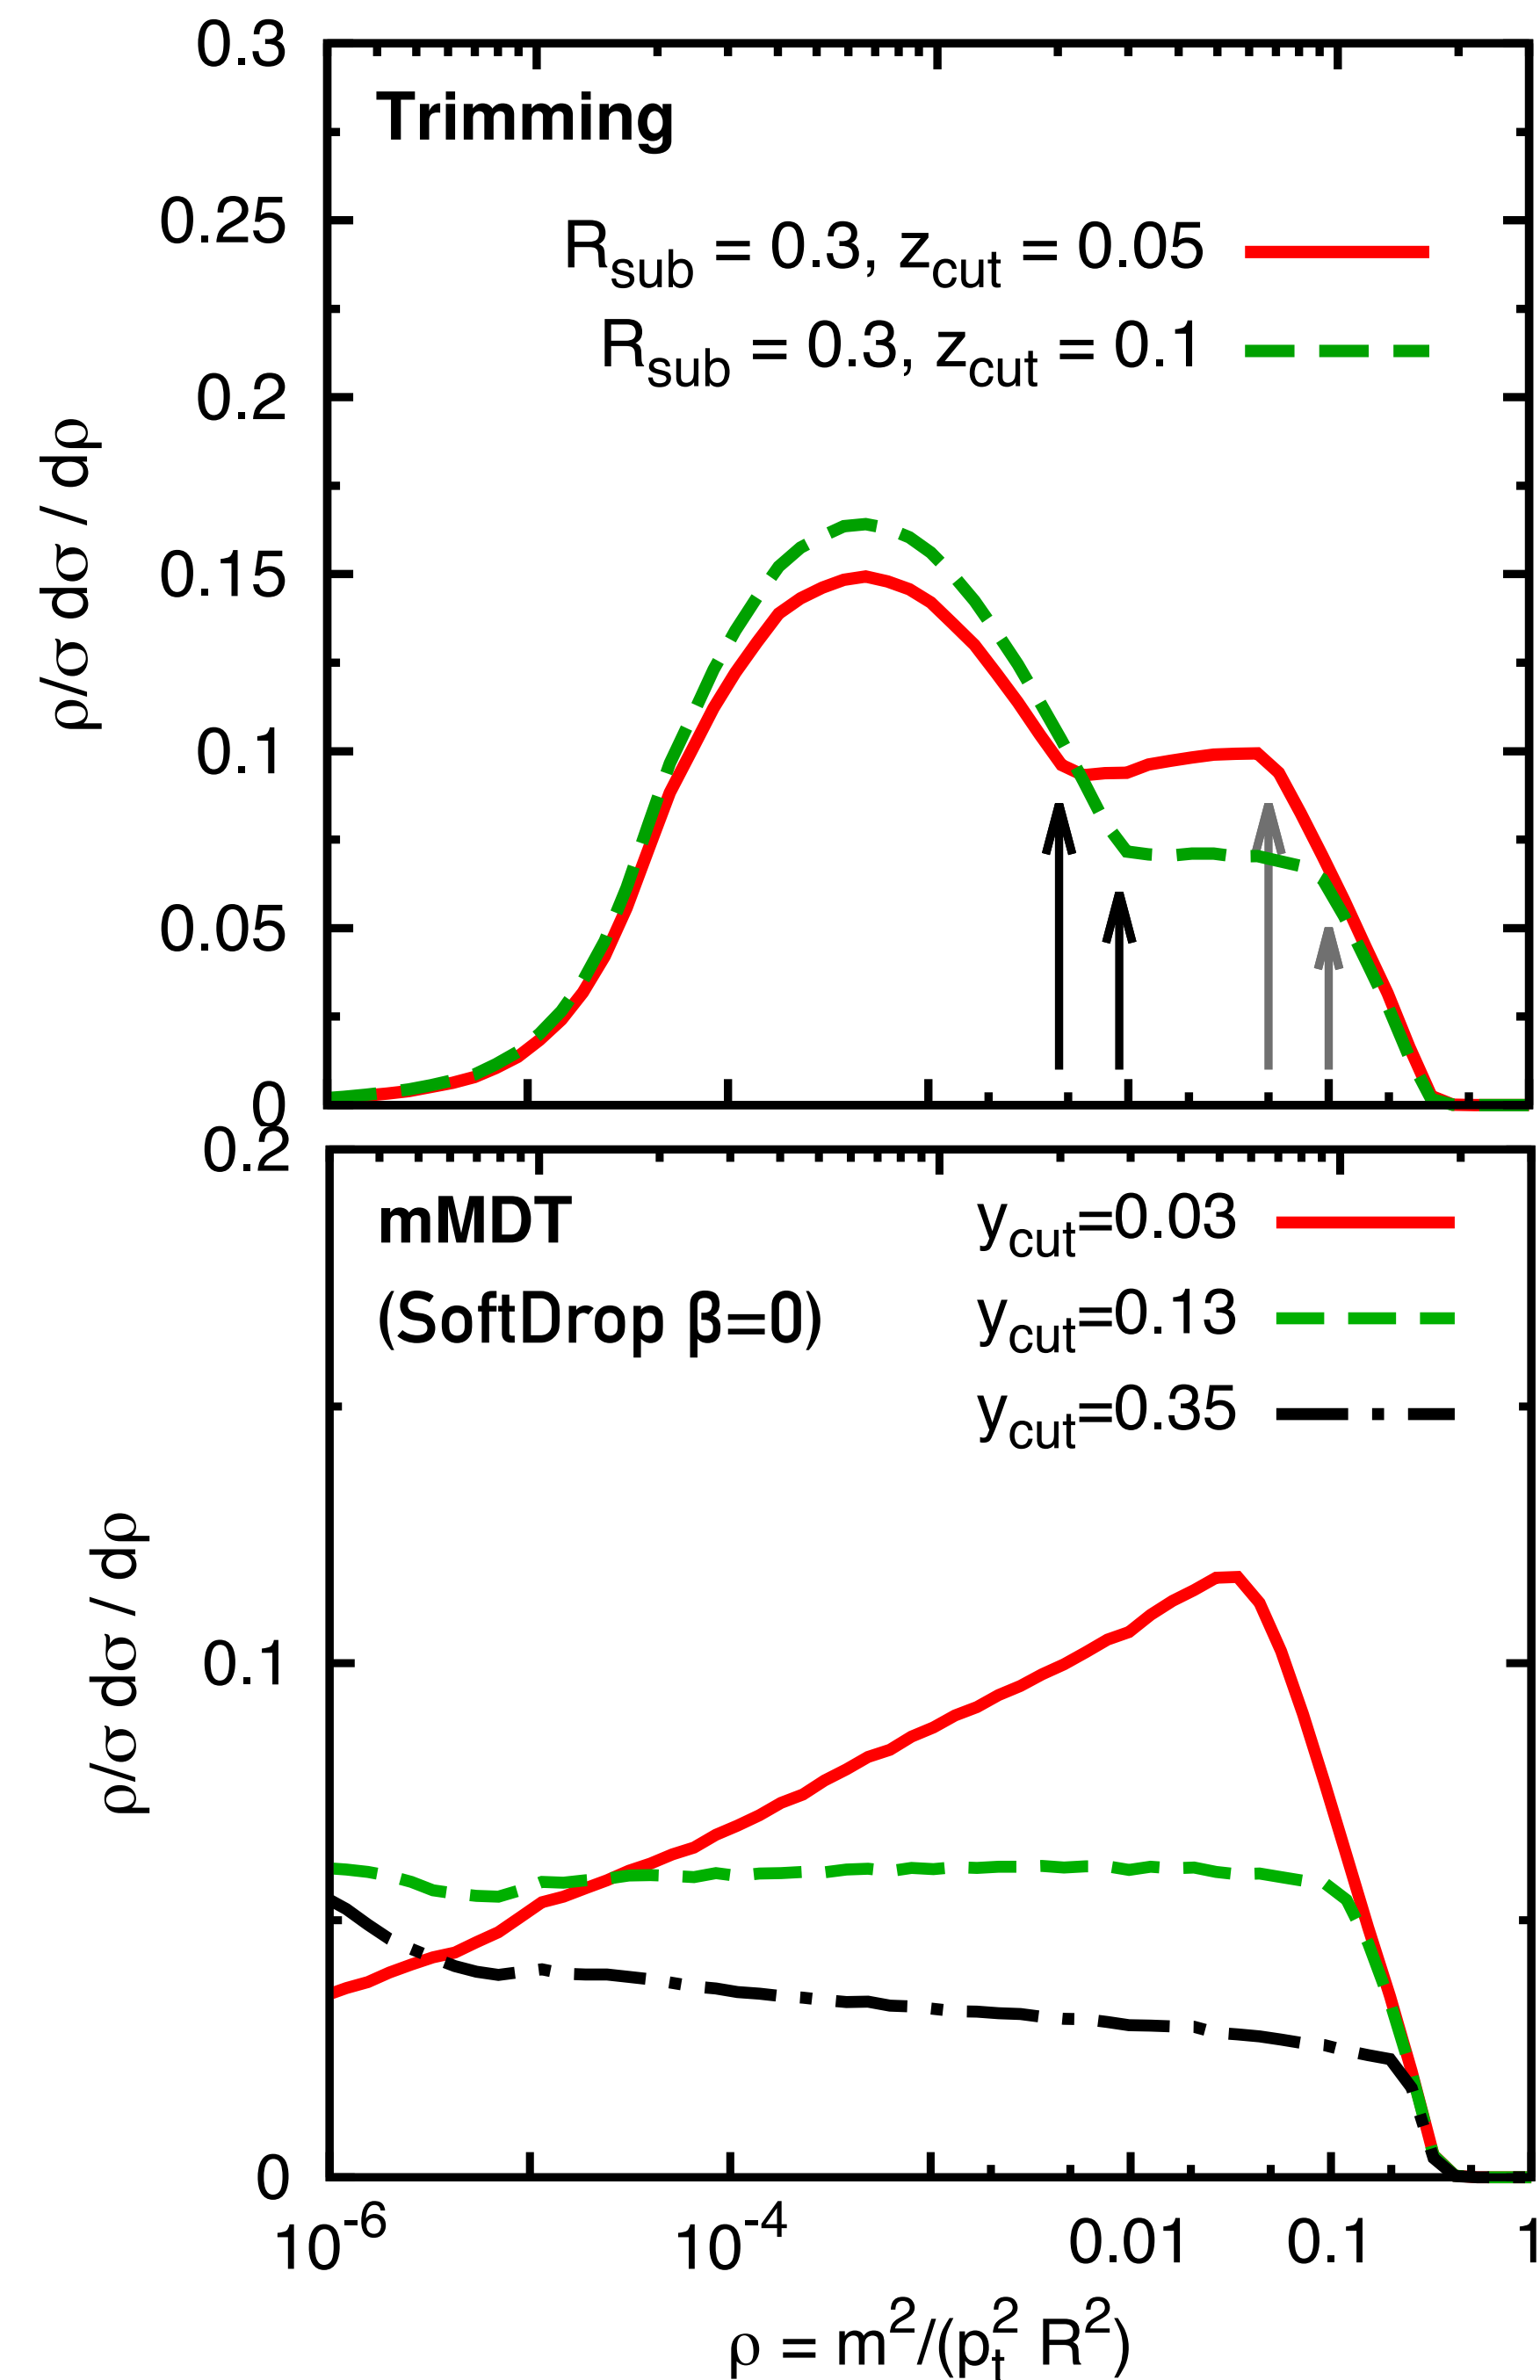 0.3
Trimming
0.25
R_sub = 0.3, z_cut = 0.05
R_sub = 0.3, z_cut = 0.1
0.2
0.15
0.1
0.05
0
ρ/σ dσ / dρ
0.2
mMDT
(SoftDrop β=0)
y_cut=0.03
y_cut=0.13
y_cut=0.35
0.1
0
ρ/σ dσ / dρ
10^-6 10^-4 0.01 0.1 1
ρ = m^2/(p_t^2 R^2)